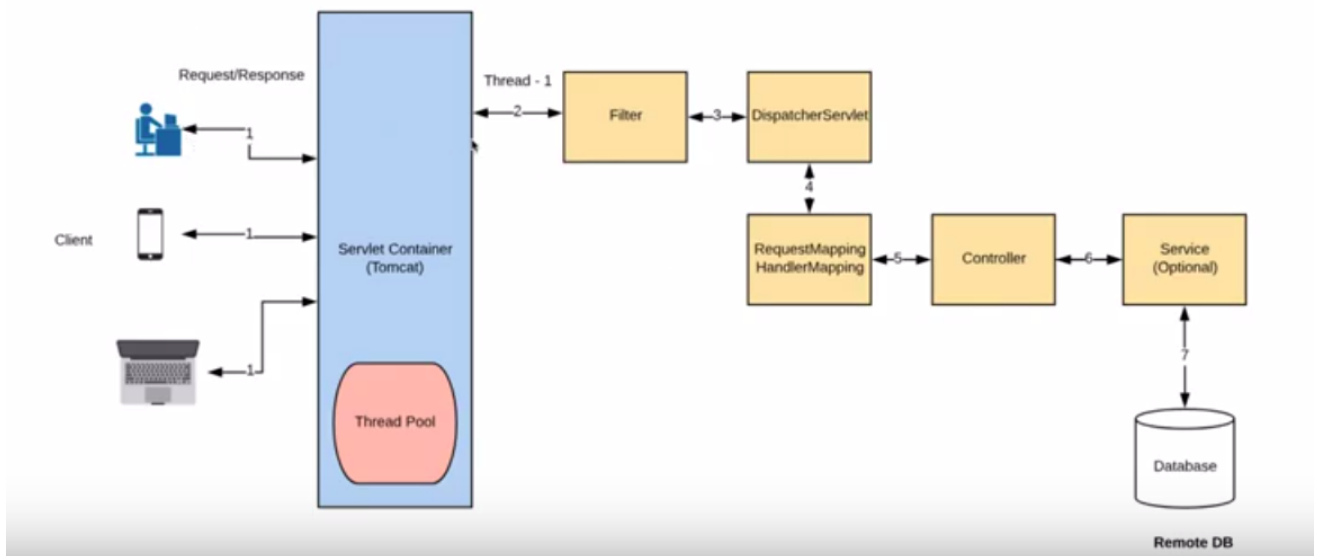 Request/Response
Thread - 1
1
2
Filter
3
DispatcherServlet
4
Client
1
Servlet Container
(Tomcat)
RequestMapping
HandlerMapping
5
Controller
6
Service
(Optional)
1
7
Thread Pool
Database
Remote DB